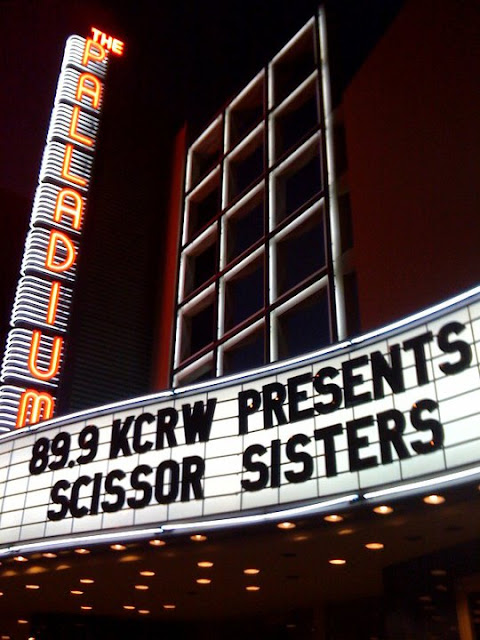 THE
PALLADIUM
89.9 KCRW PRESENTS
SCISSOR SISTERS